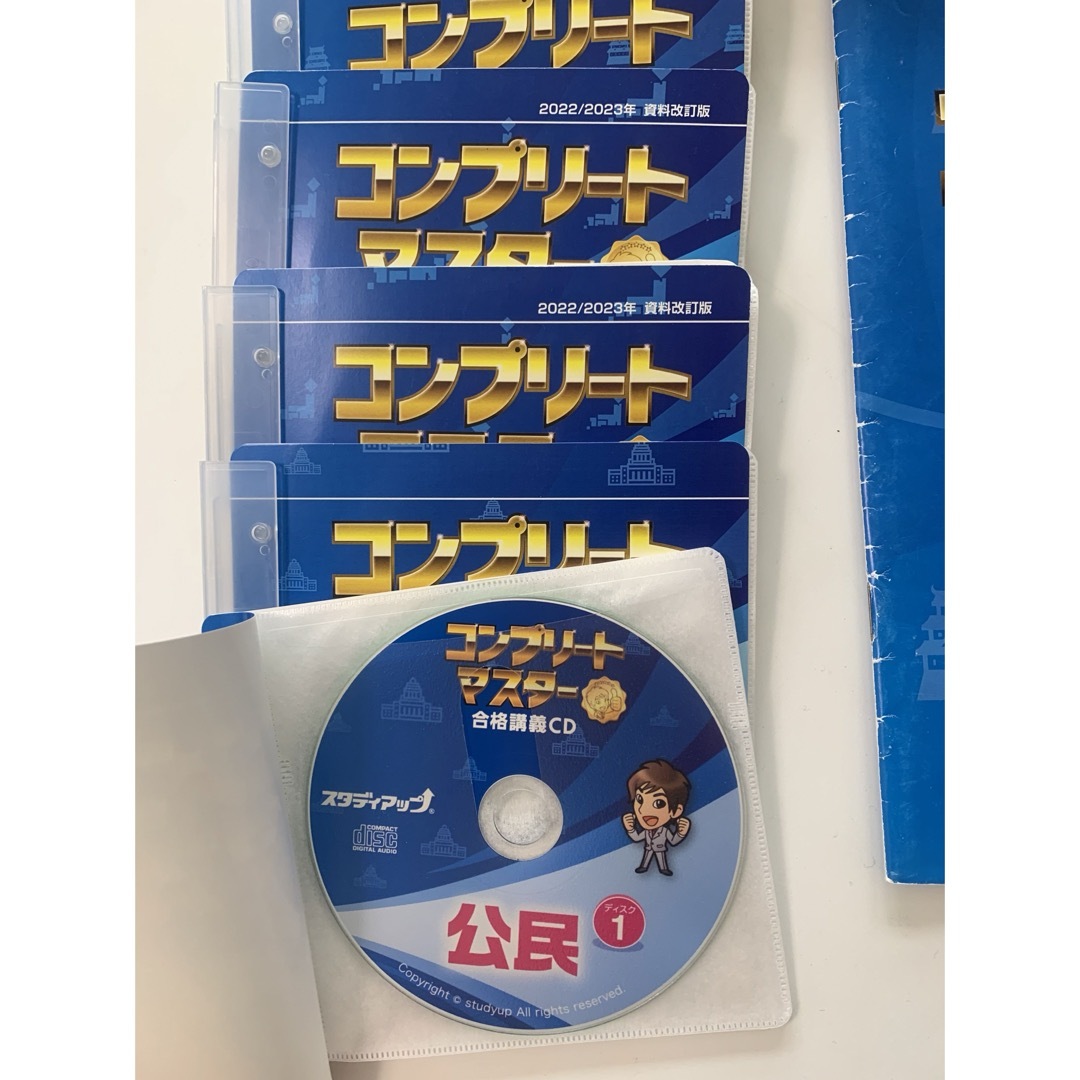 コンプリート
2022/2023年 資料改訂版
コンプリート
マスター
2022/2023年 資料改訂版
コンプリート
コンプリート
コンプリート
マスター
合格講義CD
スタディアップ®
COMPACT
disc
DIGITAL AUDIO
ディスク
1
公民
Copyright © studyup All rights reserved.